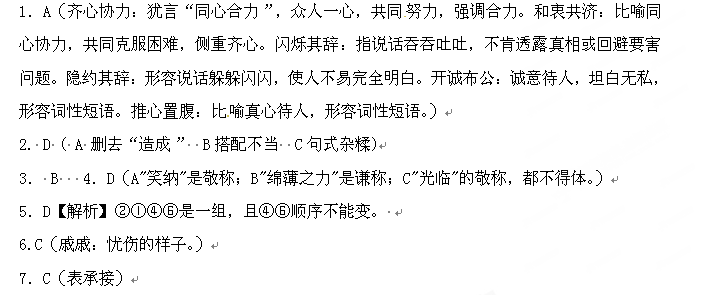 1. A（齐心协力：犹言“同心合力”，众人一心，共同努力，强调合力。和衷共济：比喻同
心协力，共同克服困难，侧重齐心。闪烁其辞：指说话吞吞吐吐，不肯透露真相或回避要害
问题。隐约其辞：形容说话躲躲闪闪，使人不易完全明白。开诚布公：诚意待人，坦白无私，
形容词性短语。推心置腹：比喻真心待人，形容词性短语。）↵
2.·D（·A·删去“造成”··B搭配不当··C句式杂糅）↵
3. ·B···4. D（A"笑纳"是敬称；B"绵薄之力"是谦称；C"光临"的敬称，都不得体。）↵
5. D【解析】②①④⑥是一组，且④⑥顺序不能变。·↵
6.C（戚戚：忧伤的样子。）↵
7. C（表承接）↵